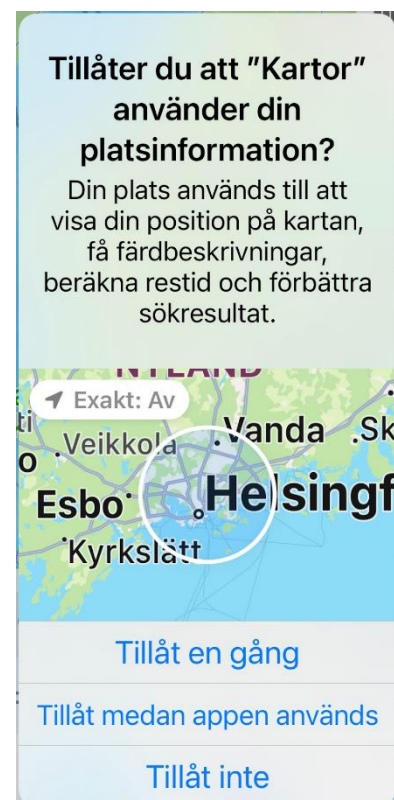 Tillåter du att ”Kartor”
använder din
platsinformation?
Din plats används till att
visa din position på kartan,
få färdbeskrivningar,
beräkna restid och förbättra
sökresultat.
Exakt: Av
Veikkola
Vanda
Sk
Esbo
Helsingf
Kyrkslätt
Tillåt en gång
Tillåt medan appen används
Tillåt inte